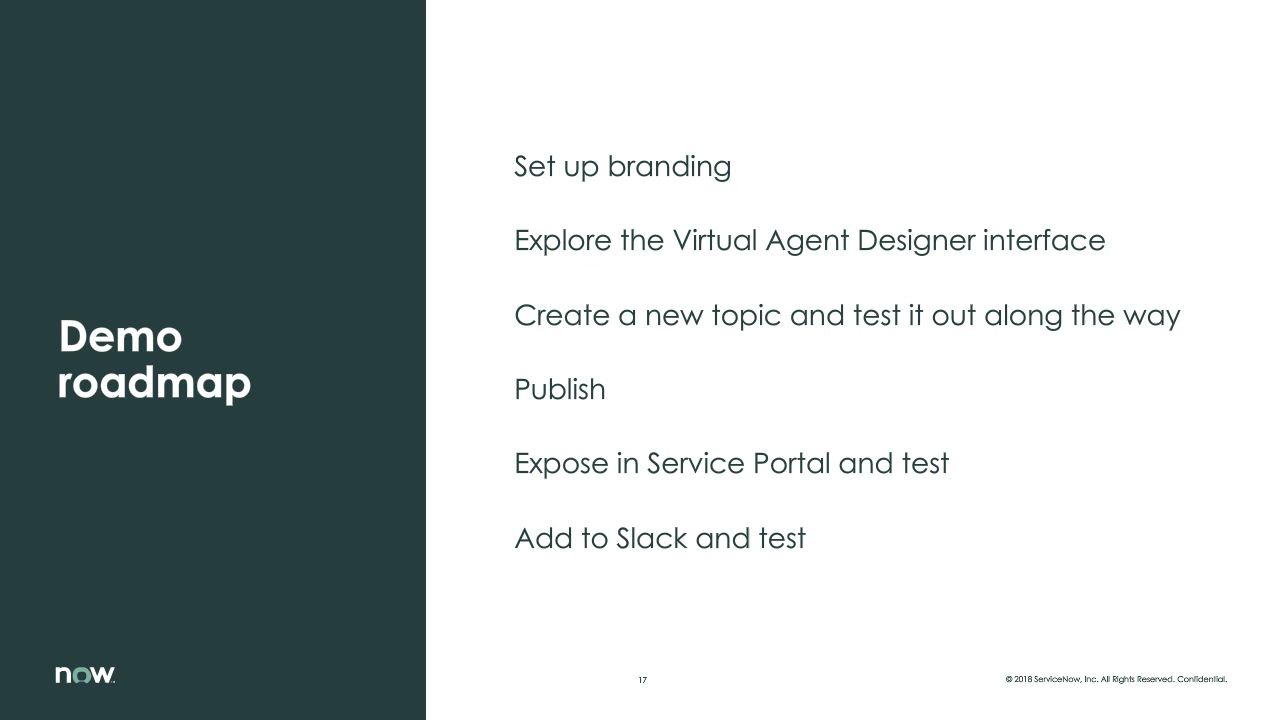 Demo
roadmap
Set up branding
Explore the Virtual Agent Designer interface
Create a new topic and test it out along the way
Publish
Expose in Service Portal and test
Add to Slack and test
now.
17
© 2018 ServiceNow, Inc. All Rights Reserved. Confidential.